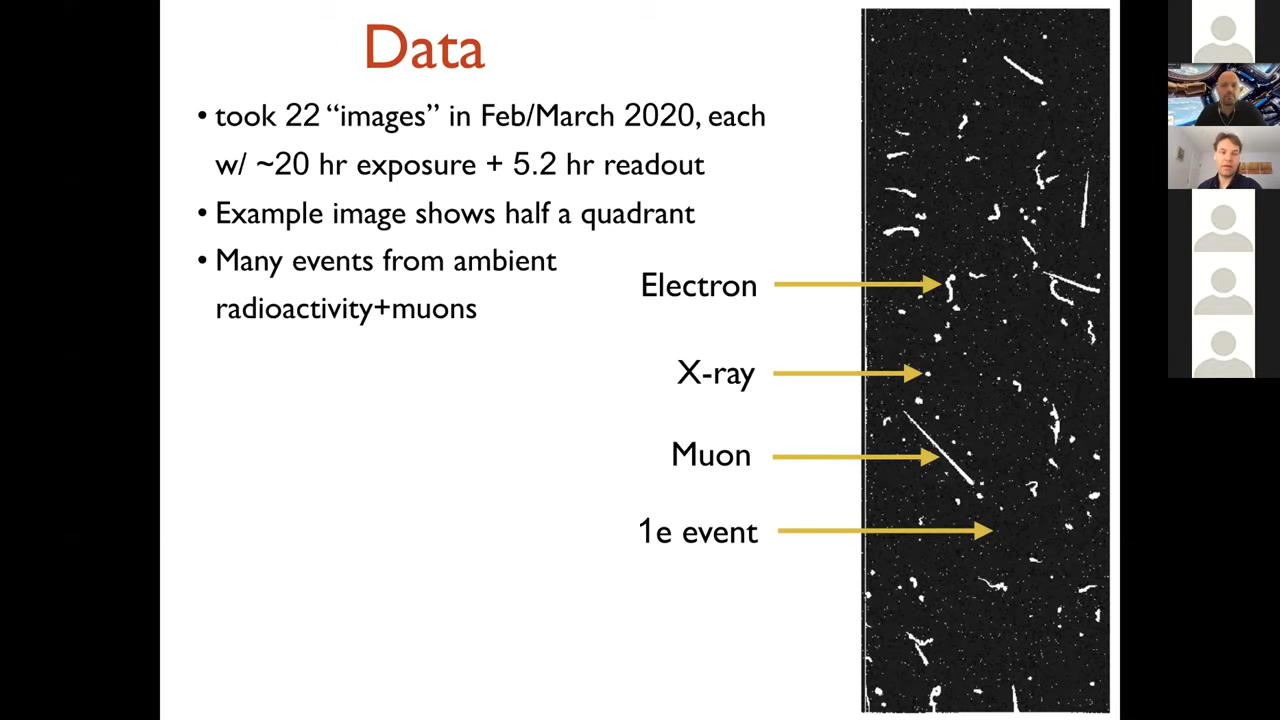 Data
• took 22 “images” in Feb/March 2020, each
w/ ~20 hr exposure + 5.2 hr readout
• Example image shows half a quadrant
• Many events from ambient
radioactivity+muons
Electron
X-ray
Muon
1e event